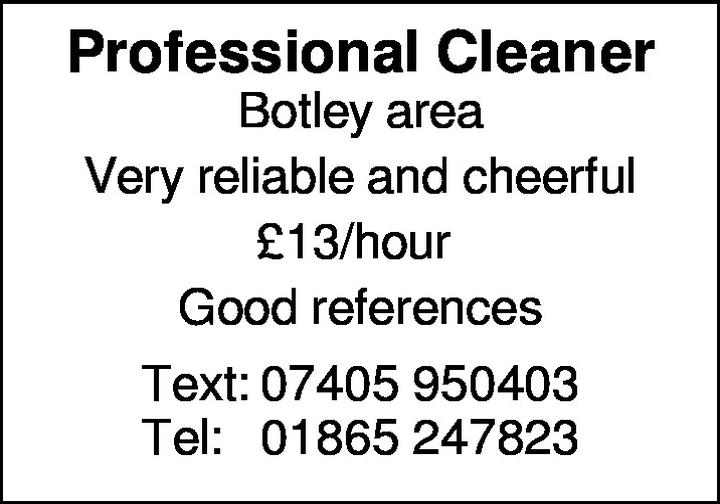 Professional Cleaner
Botley area
Very reliable and cheerful
£13/hour
Good references
Text: 07405 950403
Tel: 01865 247823